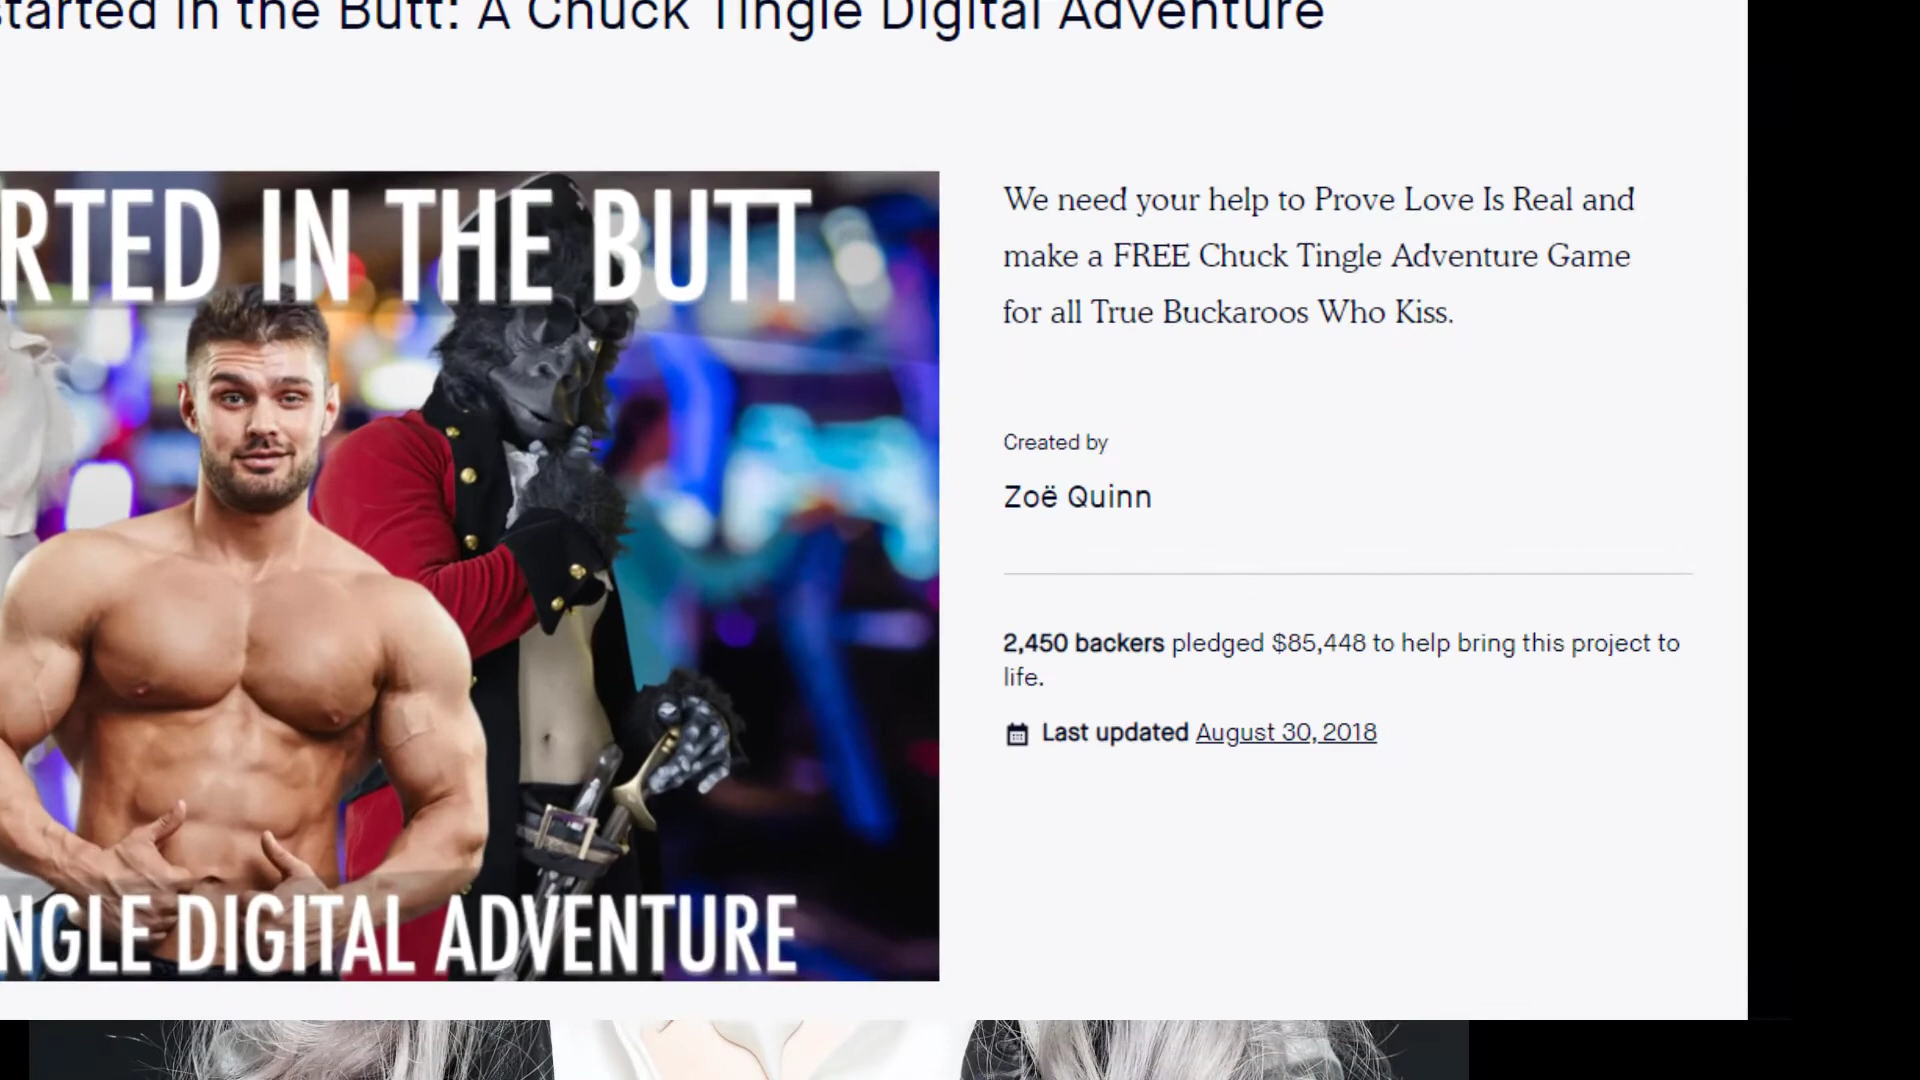 started in the Butt: A Chuck Tingle Digital Adventure
RTED IN THE BUTT
NGLE DIGITAL ADVENTURE
We need your help to Prove Love Is Real and
make a FREE Chuck Tingle Adventure Game
for all True Buckaroos Who Kiss.
Created by
Zoë Quinn
2,450 backers pledged $85,448 to help bring this project to
life.
Last updated August 30, 2018